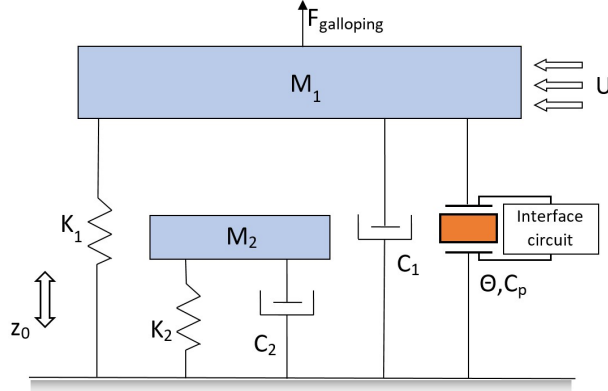 F_galloping
M_1
U
K_1
M_2
Interface
circuit
C_1
Θ,C_p
z_0
K_2
C_2